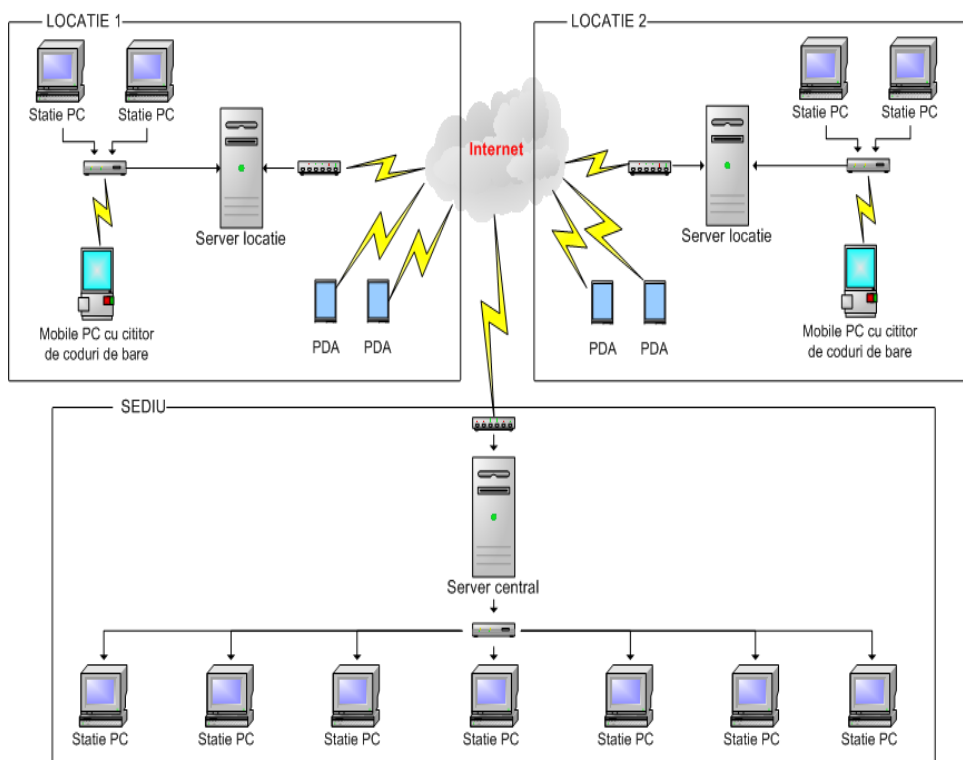 LOCATIE 1
LOCATIE 2
Statie PC
Statie PC
Statie PC
Statie PC
Internet
Server locatie
Server locatie
Mobile PC cu cititor
de coduri de bare
PDA
PDA
PDA
PDA
Mobile PC cu cititor
de coduri de bare
SEDIU
Server central
Statie PC
Statie PC
Statie PC
Statie PC
Statie PC
Statie PC
Statie PC